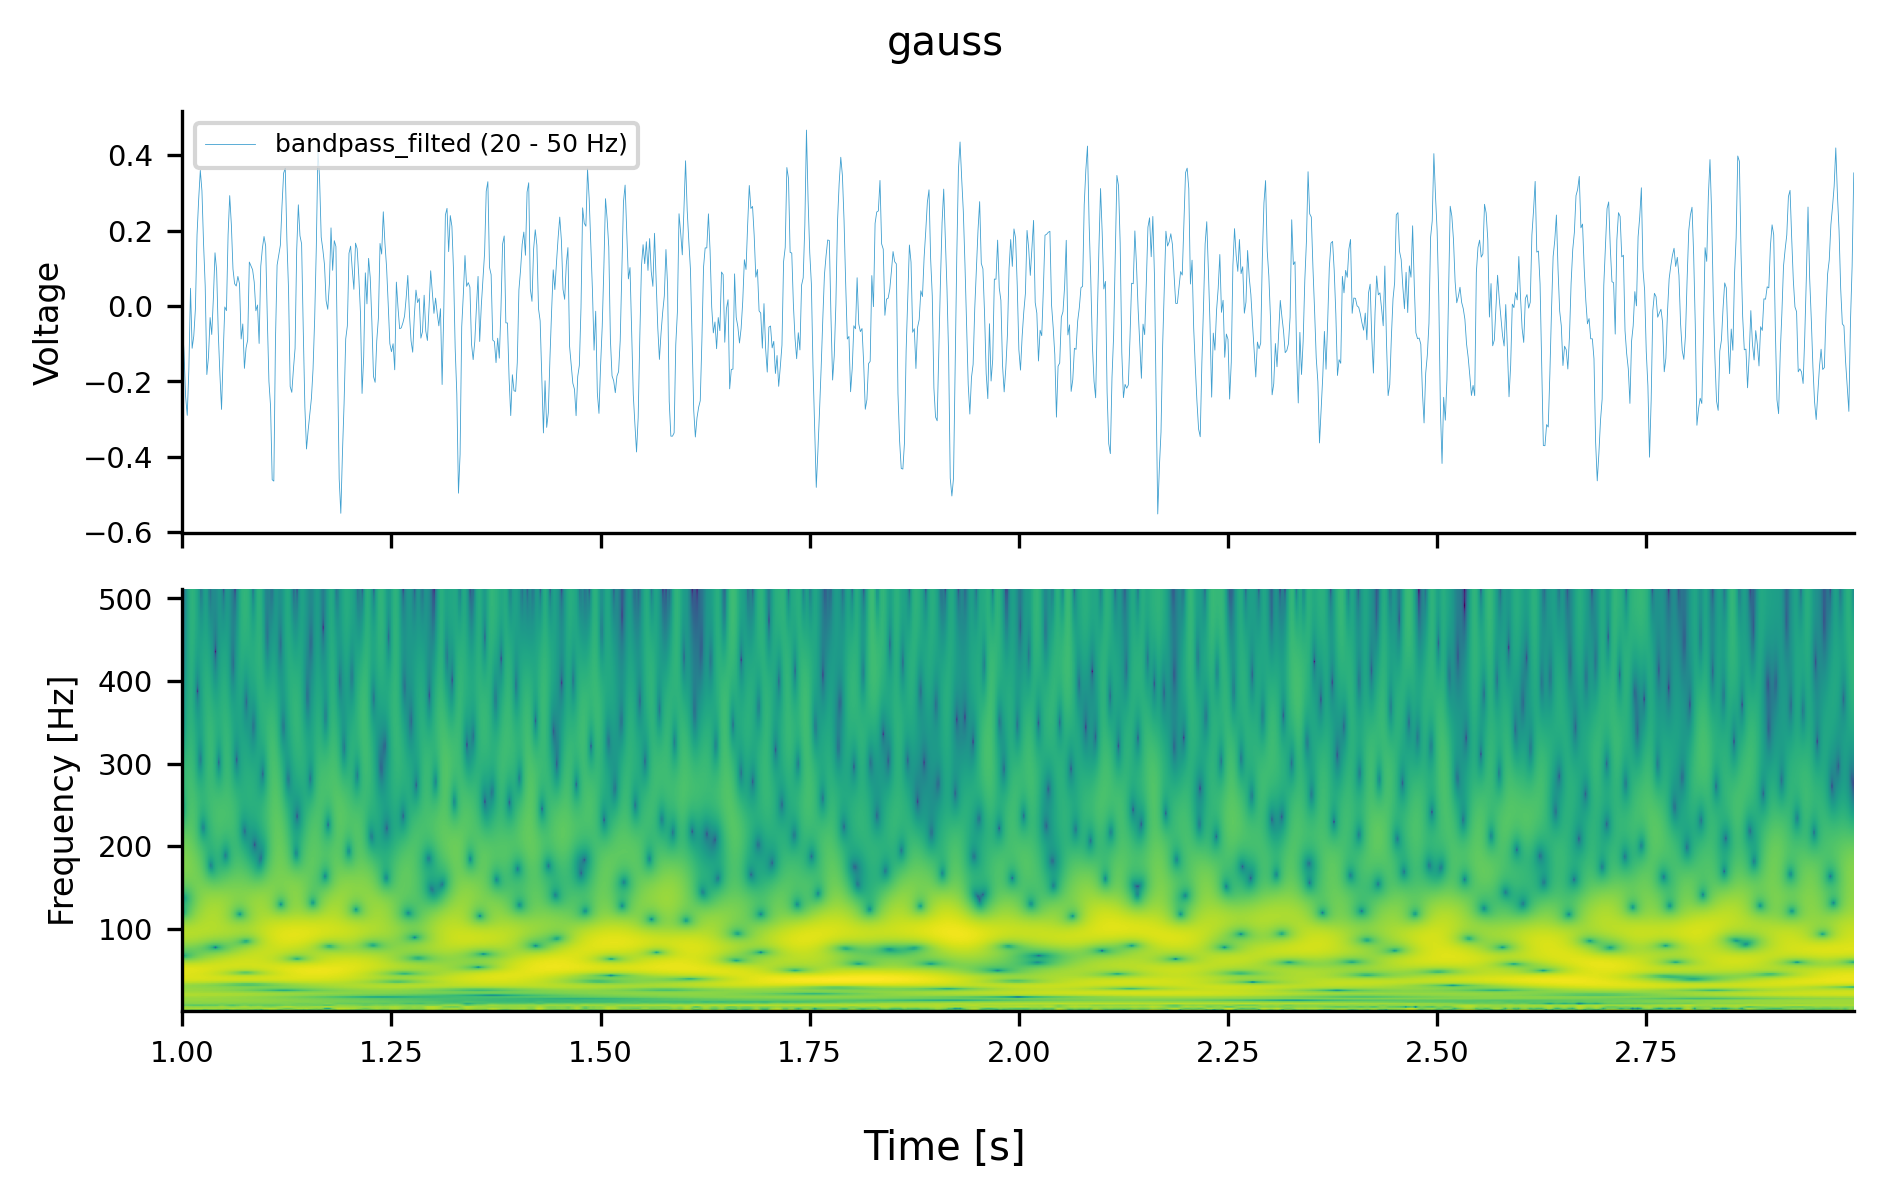 gauss
bandpass_filted (20 - 50 Hz)
0.4
0.2
0.0
−0.2
−0.4
−0.6
Voltage
500
400
300
200
100
Frequency [Hz]
1.00 1.25 1.50 1.75 2.00 2.25 2.50 2.75
Time [s]